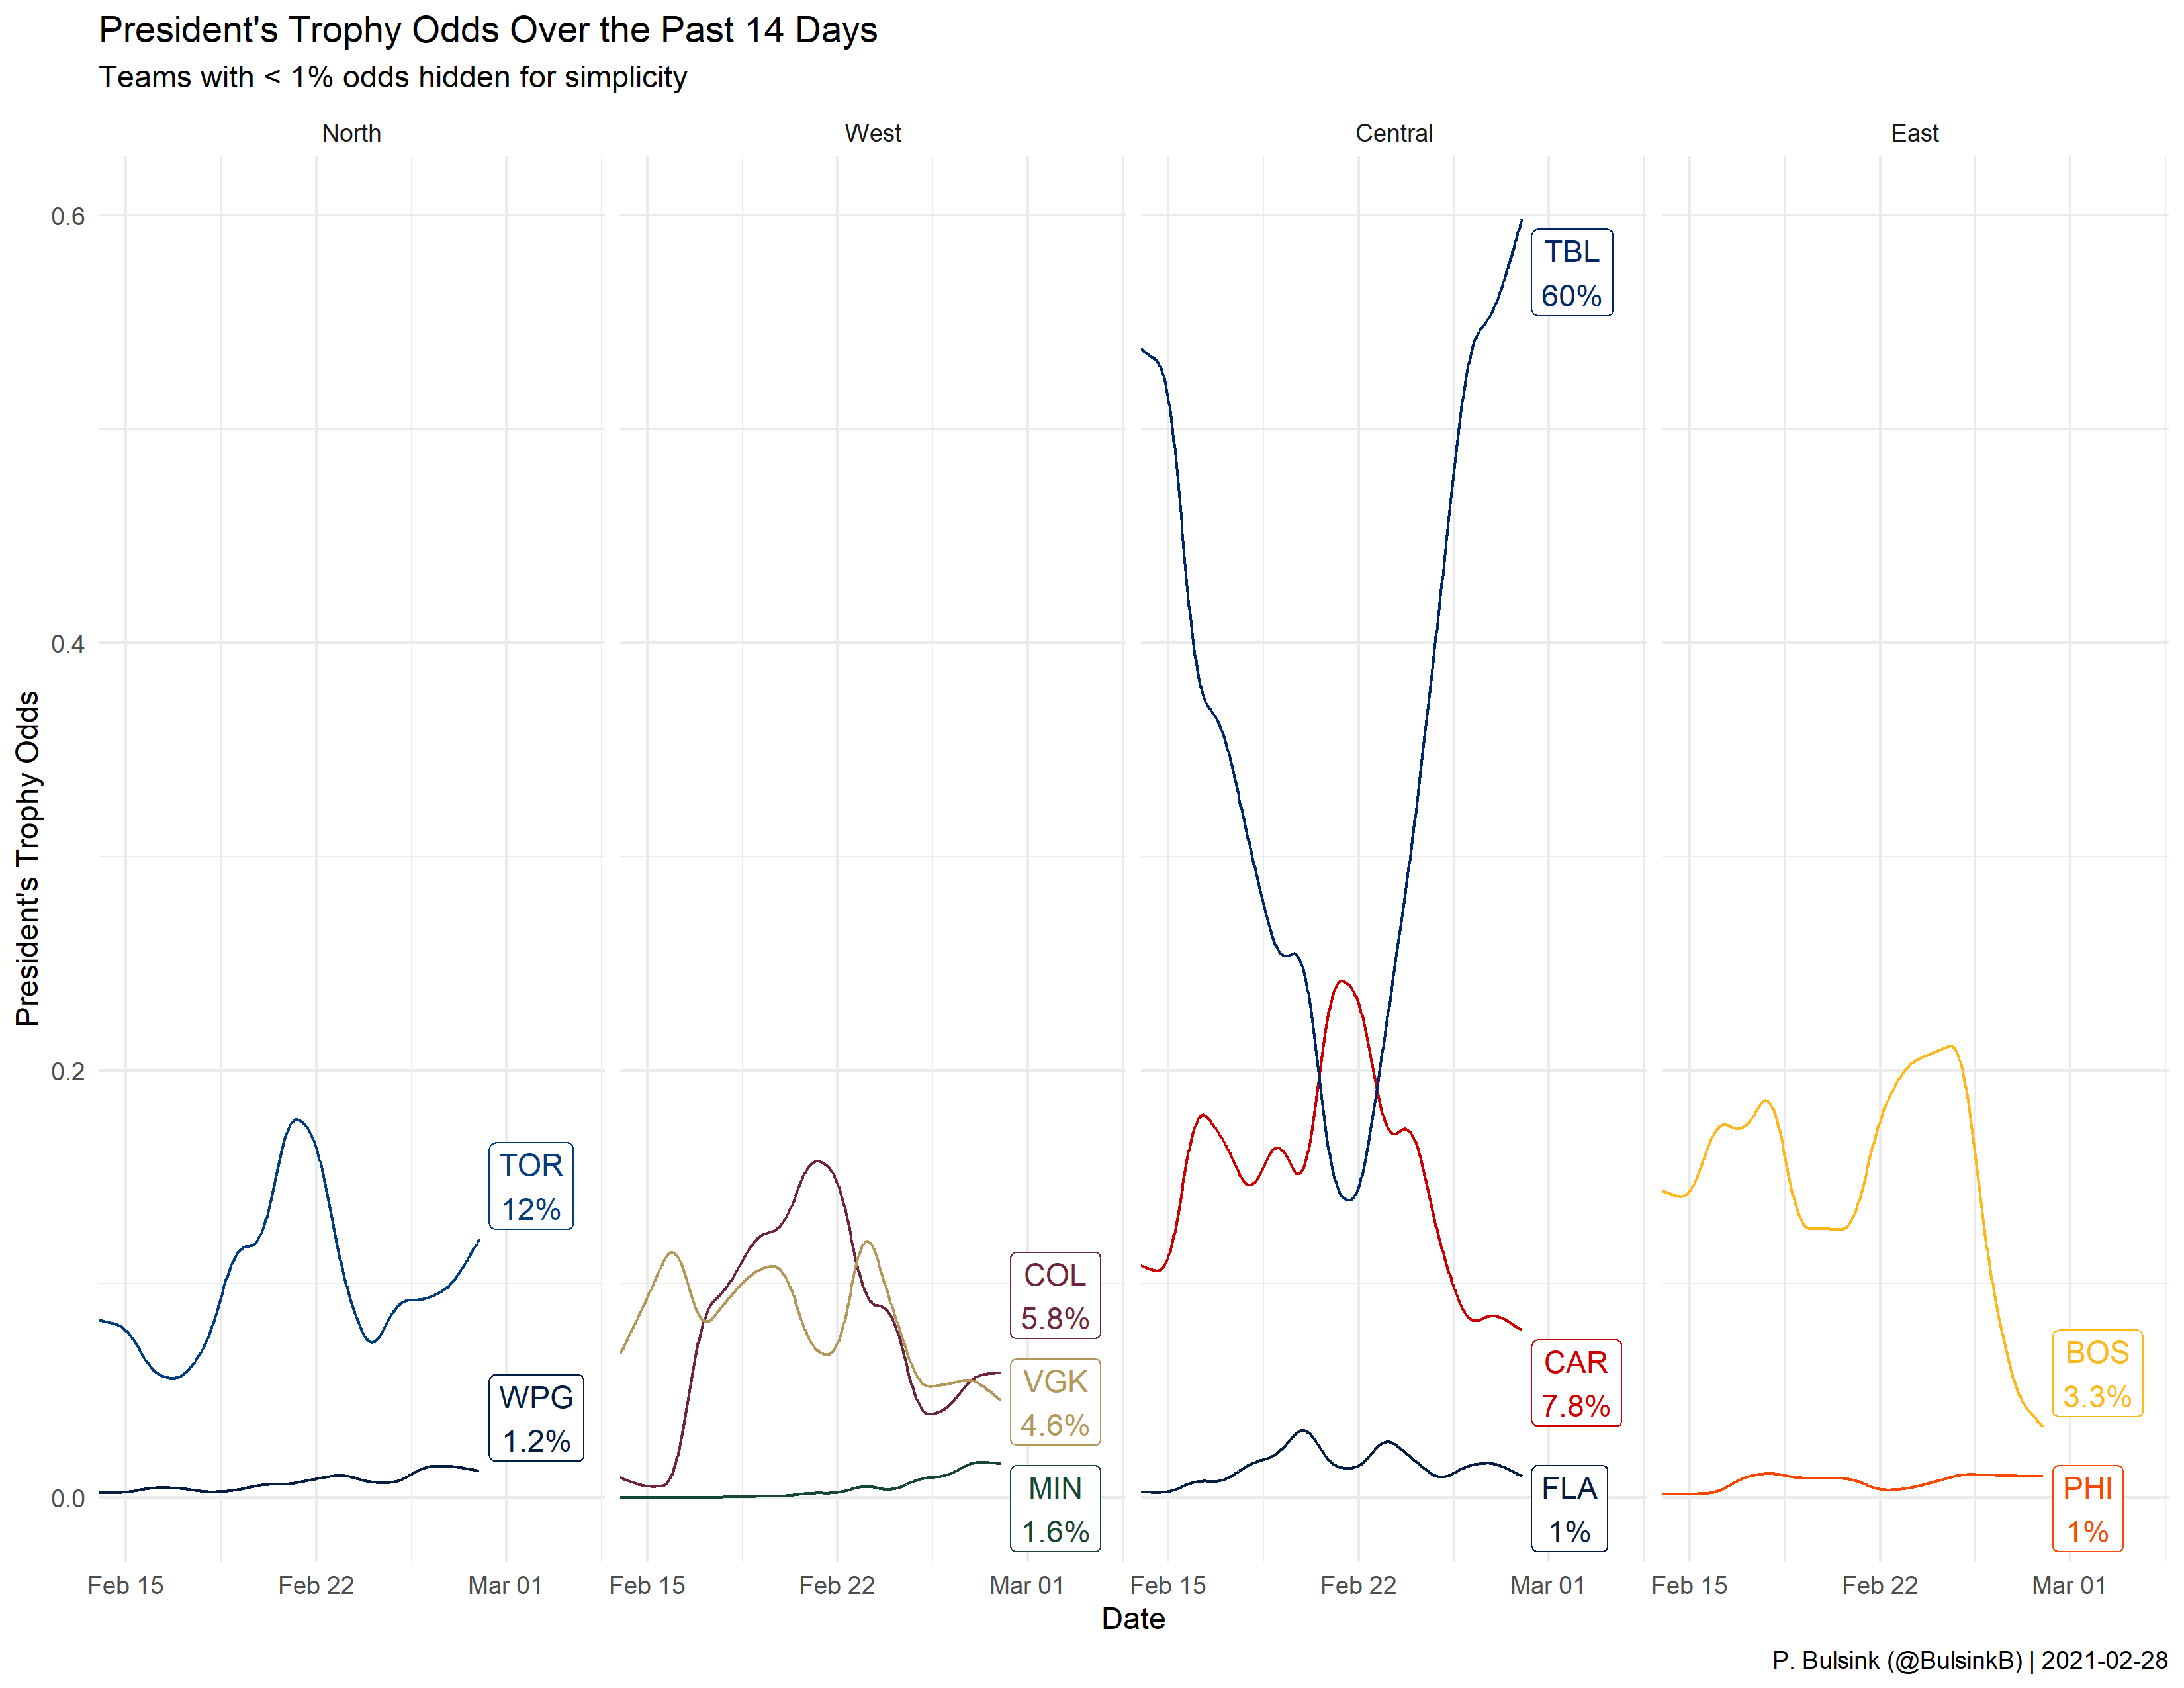 President's Trophy Odds Over the Past 14 Days
Teams with < 1% odds hidden for simplicity
North
West
Central
East
President's Trophy Odds
0.6
0.4
0.2
0.0
TOR
12%
WPG
1.2%
COL
5.8%
VGK
4.6%
MIN
1.6%
TBL
60%
CAR
7.8%
FLA
1%
BOS
3.3%
PHI
1%
Feb 15
Feb 22
Mar 01
Feb 15
Feb 22
Mar 01
Feb 15
Feb 22
Mar 01
Feb 15
Feb 22
Mar 01
Date
P. Bulsink (@BulsinkB) | 2021-02-28